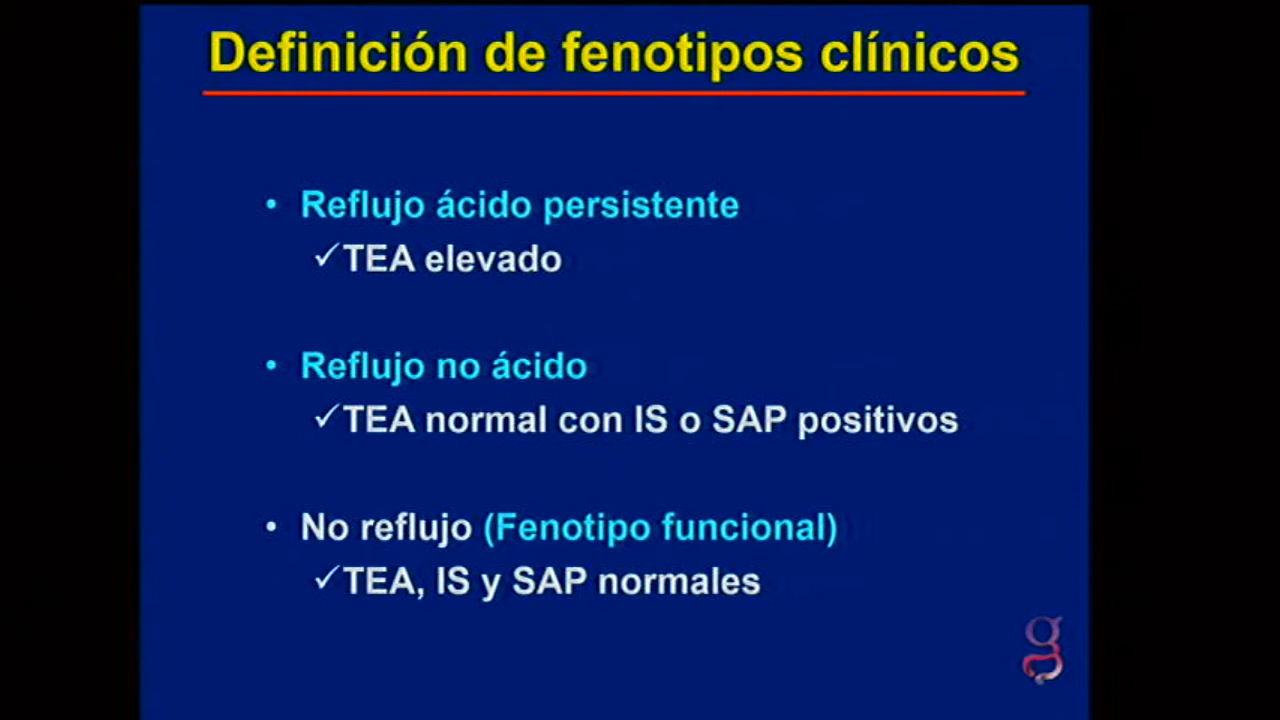 Definición de fenotipos clínicos
• Reflujo ácido persistente
✓TEA elevado
• Reflujo no ácido
✓TEA normal con IS o SAP positivos
• No reflujo (Fenotipo funcional)
✓TEA, IS y SAP normales
g